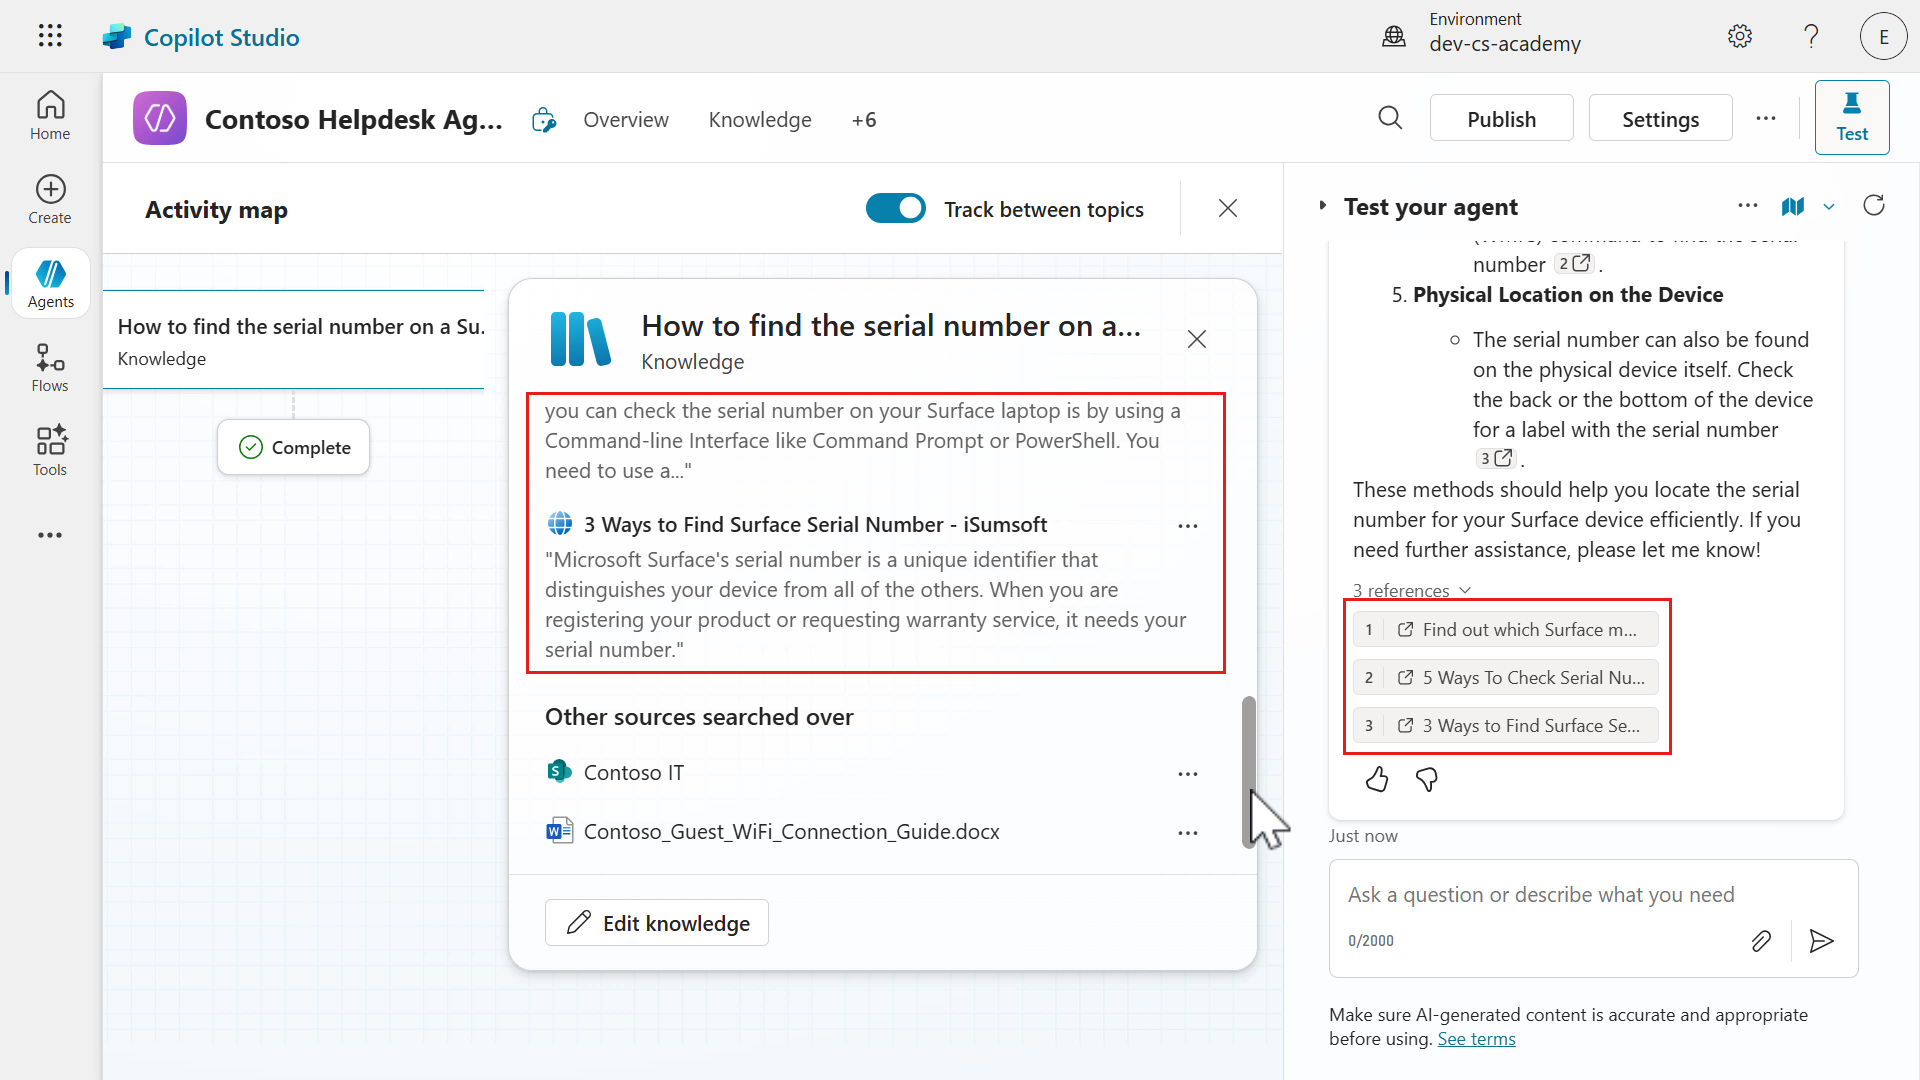 Copilot Studio
Environment
dev-cs-academy
E
Home
Create
Agents
Flows
Tools
Contoso Helpdesk Ag...
Overview
Knowledge
+6
Publish
Settings
Test
Activity map
Track between topics
How to find the serial number on a Su.
Knowledge
Complete
How to find the serial number on a...
Knowledge
you can check the serial number on your Surface laptop is by using a
Command-line Interface like Command Prompt or PowerShell. You
need to use a..."
3 Ways to Find Surface Serial Number - iSumsoft
"Microsoft Surface's serial number is a unique identifier that
distinguishes your device from all of the others. When you are
registering your product or requesting warranty service, it needs your
serial number."
Other sources searched over
Contoso IT
Contoso_Guest_WiFi_Connection_Guide.docx
Edit knowledge
Test your agent
number 2 .
5. Physical Location on the Device
The serial number can also be found
on the physical device itself. Check
the back or the bottom of the device
for a label with the serial number
3 .
These methods should help you locate the serial
number for your Surface device efficiently. If you
need further assistance, please let me know!
3 references
1 Find out which Surface m...
2 5 Ways To Check Serial Nu...
3 3 Ways to Find Surface Se...
Just now
Ask a question or describe what you need
0/2000
Make sure AI-generated content is accurate and appropriate
before using. See terms